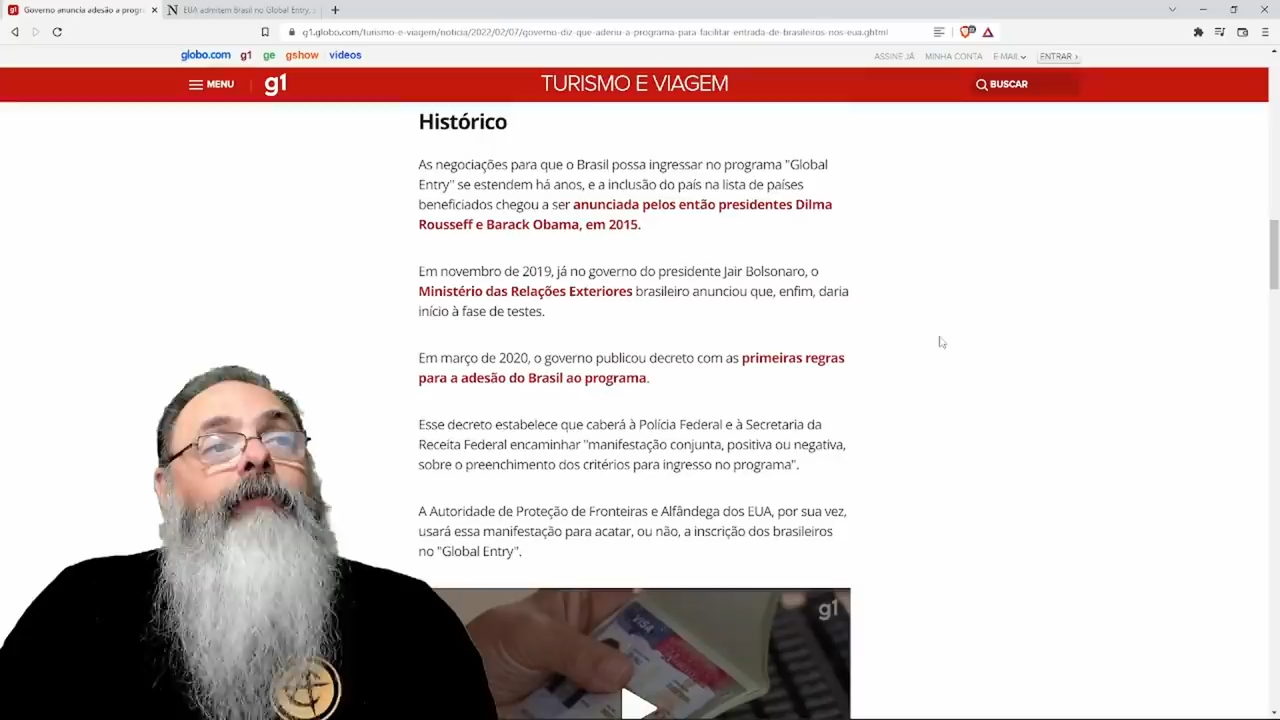 Governo anuncia adesão a progr
EUA admitem Brasil no Global Entry,
g1.globo.com/turismo-e-viagem/noticia/2022/02/07/governo-diz-que-aderiu-a-programa-para-facilitar-entrada-de-brasileiros-nos-eua.ghtml
globo.com g1 ge gshow vídeos
ASSINE JÁ MINHA CONTA E-MAIL ENTRAR ›
MENU g1 TURISMO E VIAGEM BUSCAR
Histórico
As negociações para que o Brasil possa ingressar no programa "Global
Entry" se estendem há anos, e a inclusão do país na lista de países
beneficiados chegou a ser anunciada pelos então presidentes Dilma
Rousseff e Barack Obama, em 2015.
Em novembro de 2019, já no governo do presidente Jair Bolsonaro, o
Ministério das Relações Exteriores brasileiro anunciou que, enfim, daria
início à fase de testes.
Em março de 2020, o governo publicou decreto com as primeiras regras
para a adesão do Brasil ao programa.
Esse decreto estabelece que caberá à Polícia Federal e à Secretaria da
Receita Federal encaminhar "manifestação conjunta, positiva ou negativa,
sobre o preenchimento dos critérios para ingresso no programa".
A Autoridade de Proteção de Fronteiras e Alfândega dos EUA, por sua vez,
usará essa manifestação para acatar, ou não, a inscrição dos brasileiros
no "Global Entry".
g1
VISA